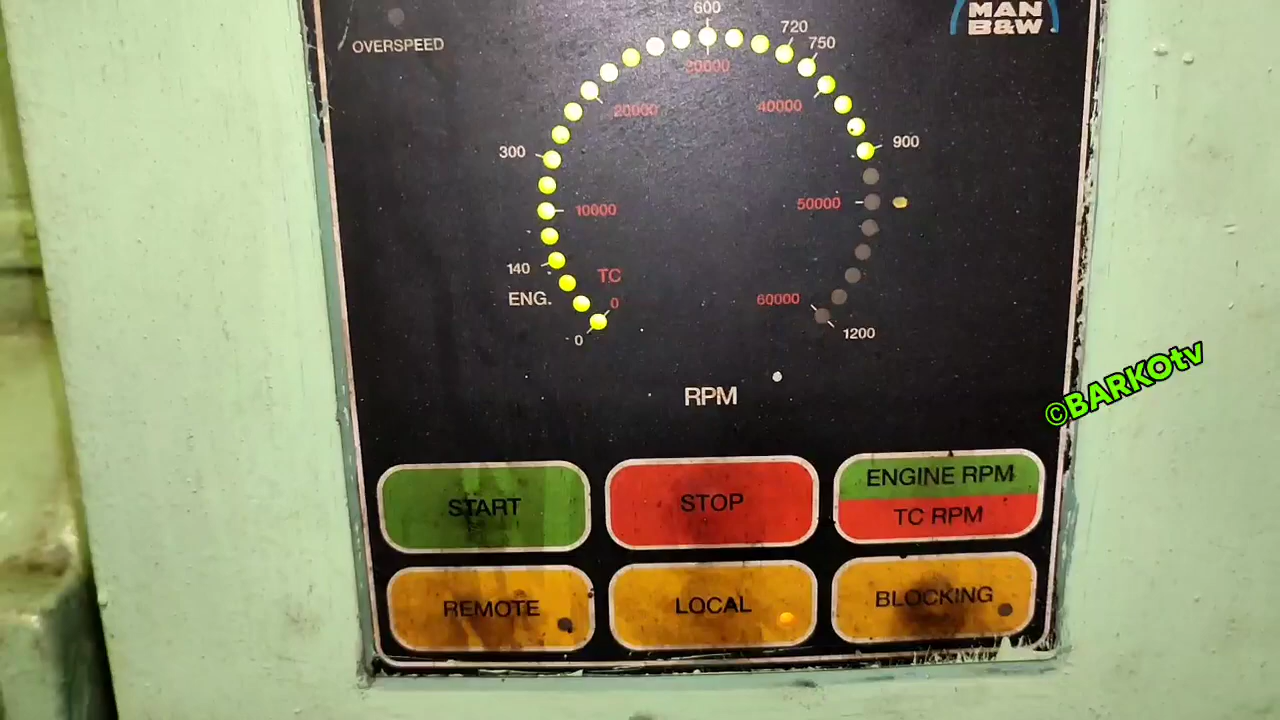 MAN
B&W
OVERSPEED
600
720
750
30000
20000
40000
300
900
10000
50000
140
TC
ENG.
0
60000
0
1200
RPM
©BARKOtv
START
STOP
ENGINE RPM
TC RPM
REMOTE
LOCAL
BLOCKING